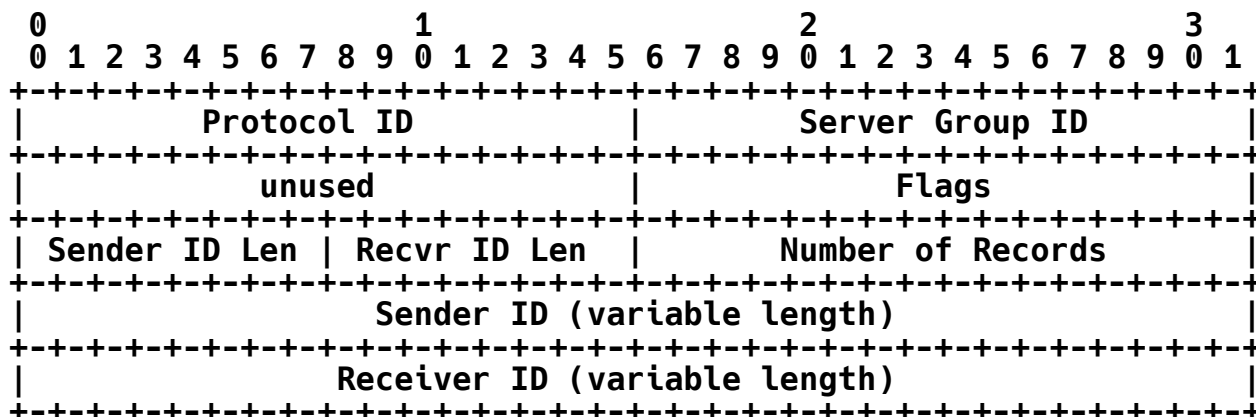 0                   1                   2                   3
 0 1 2 3 4 5 6 7 8 9 0 1 2 3 4 5 6 7 8 9 0 1 2 3 4 5 6 7 8 9 0 1
+-+-+-+-+-+-+-+-+-+-+-+-+-+-+-+-+-+-+-+-+-+-+-+-+-+-+-+-+-+-+-+-+
|         Protocol ID           |        Server Group ID        |
+-+-+-+-+-+-+-+-+-+-+-+-+-+-+-+-+-+-+-+-+-+-+-+-+-+-+-+-+-+-+-+-+
|            unused             |             Flags             |
+-+-+-+-+-+-+-+-+-+-+-+-+-+-+-+-+-+-+-+-+-+-+-+-+-+-+-+-+-+-+-+-+
| Sender ID Len | Recvr ID Len  |       Number of Records       |
+-+-+-+-+-+-+-+-+-+-+-+-+-+-+-+-+-+-+-+-+-+-+-+-+-+-+-+-+-+-+-+-+
|                  Sender ID (variable length)                  |
+-+-+-+-+-+-+-+-+-+-+-+-+-+-+-+-+-+-+-+-+-+-+-+-+-+-+-+-+-+-+-+-+
|                Receiver ID (variable length)                  |
+-+-+-+-+-+-+-+-+-+-+-+-+-+-+-+-+-+-+-+-+-+-+-+-+-+-+-+-+-+-+-+-+